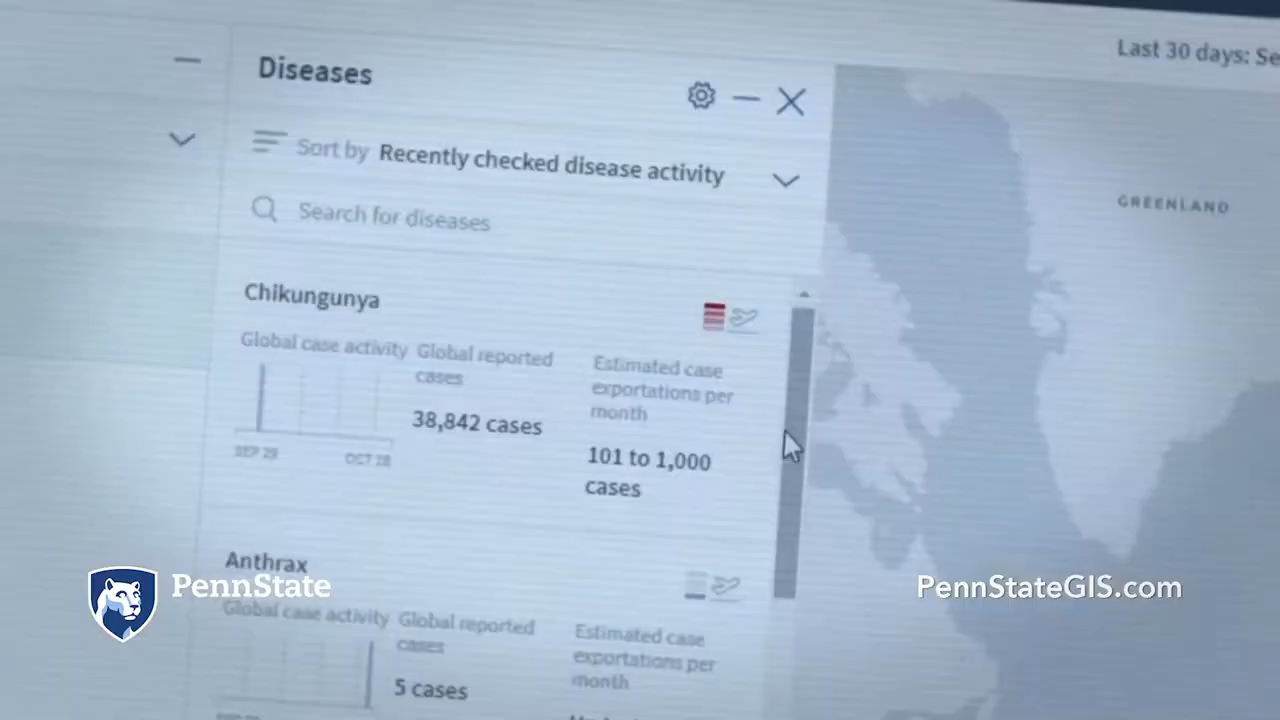 Last 30 days: Se
Diseases
Sort by Recently checked disease activity
Search for diseases
GREENLAND
Chikungunya
Global case activity
Global reported
cases
38,842 cases
Estimated case
exportations per
month
101 to 1,000
cases
SEP 29
OCT 28
Anthrax
Global case activity
Global reported
cases
5 cases
Estimated case
exportations per
month
PennState
PennStateGIS.com